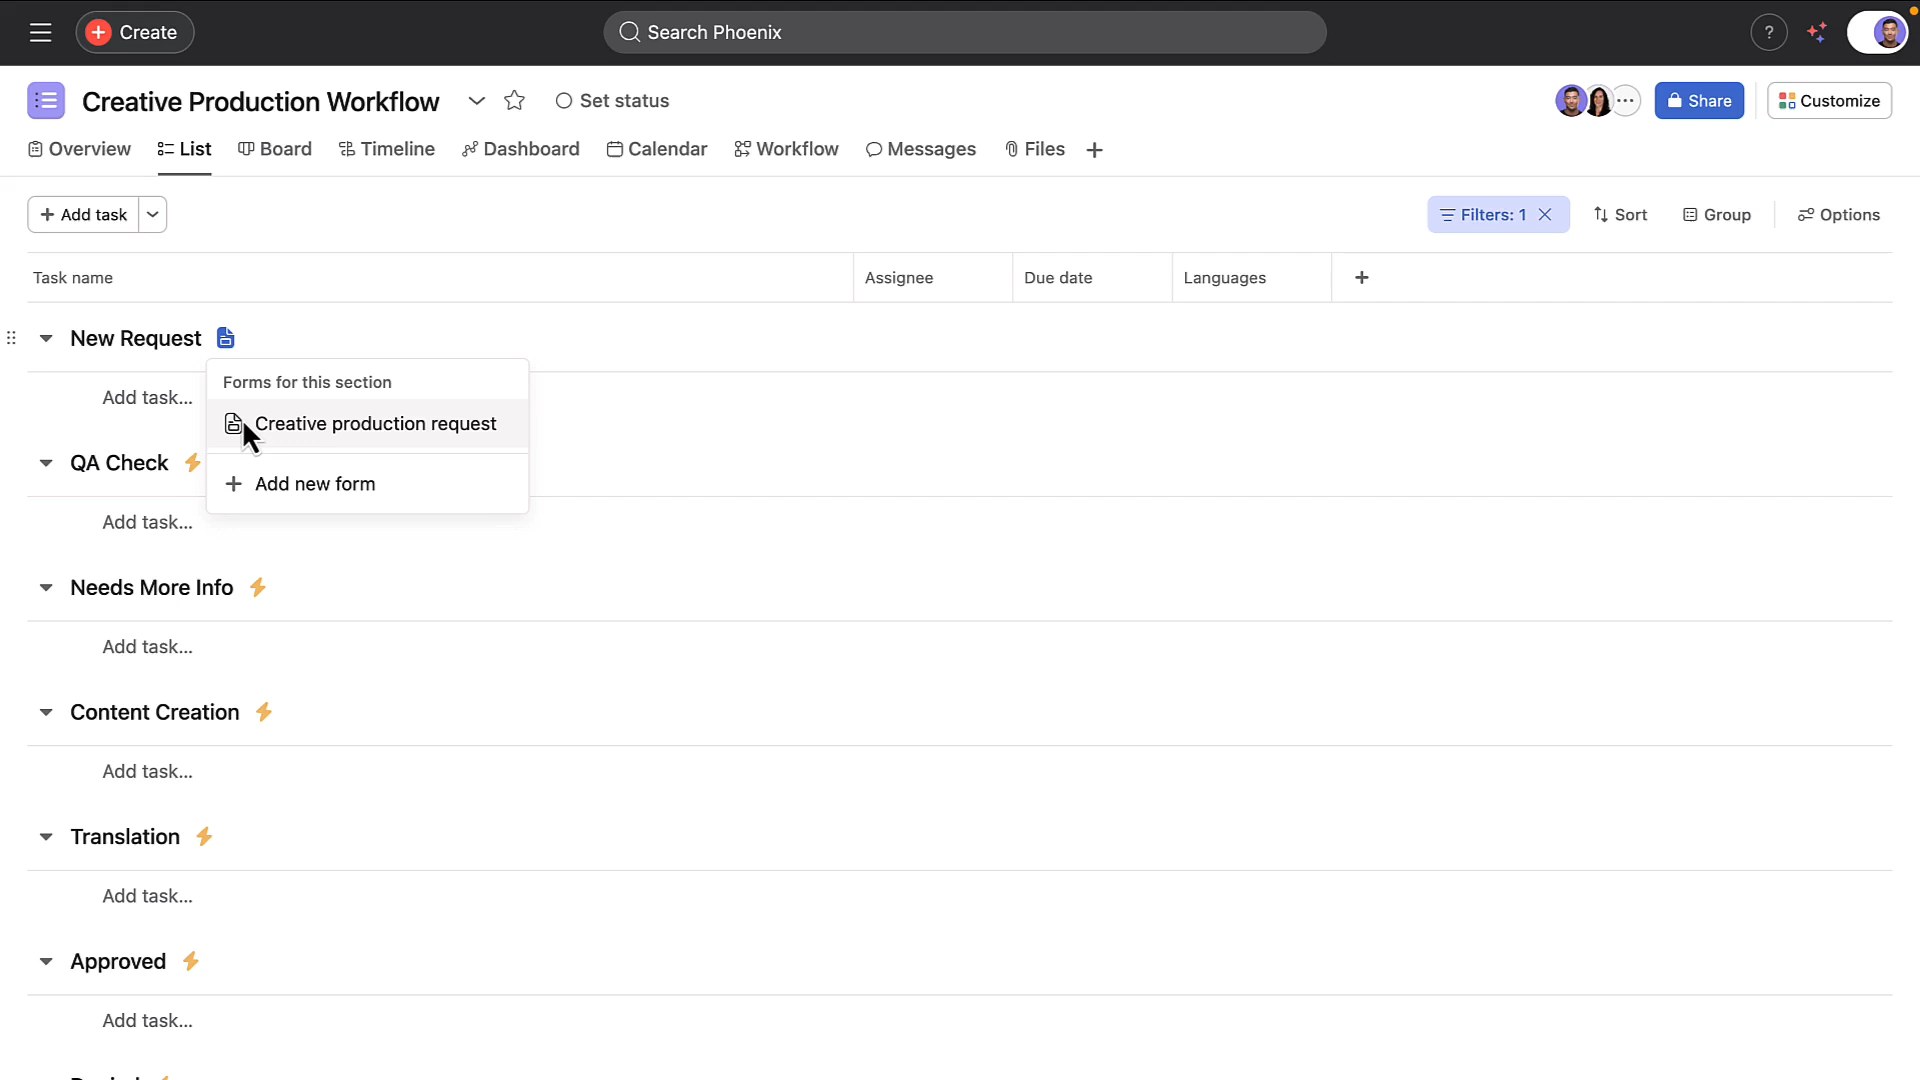 Create
Search Phoenix
?
Creative Production Workflow
Set status
Share
Customize
Overview
List
Board
Timeline
Dashboard
Calendar
Workflow
Messages
Files
Add task
Filters: 1
Sort
Group
Options
Task name
Assignee
Due date
Languages
New Request
Forms for this section
Add task...
Creative production request
QA Check
Add new form
Add task...
Needs More Info
Add task...
Content Creation
Add task...
Translation
Add task...
Approved
Add task...